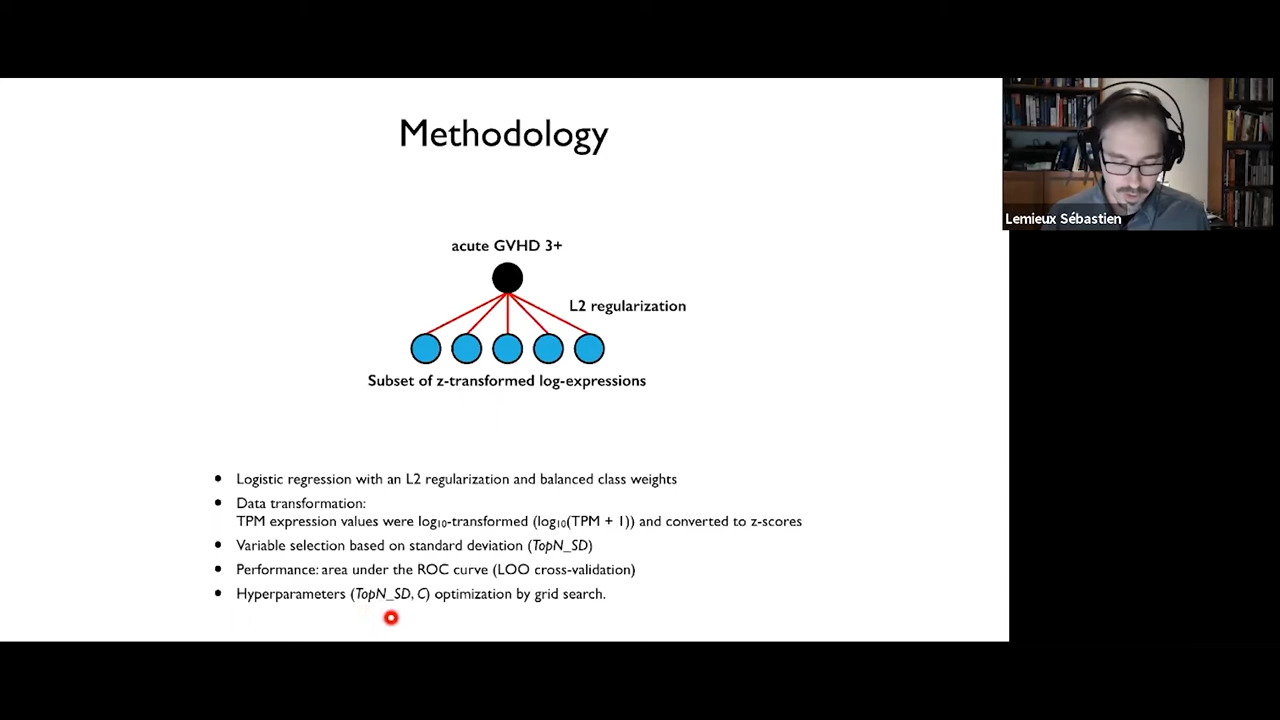 Methodology
Lemieux Sébastien
acute GVHD 3+
L2 regularization
Subset of z-transformed log-expressions
• Logistic regression with an L2 regularization and balanced class weights
• Data transformation:
TPM expression values were log₁₀-transformed (log₁₀(TPM + 1)) and converted to z-scores
• Variable selection based on standard deviation (TopN_SD)
• Performance: area under the ROC curve (LOO cross-validation)
• Hyperparameters (TopN_SD, C) optimization by grid search.